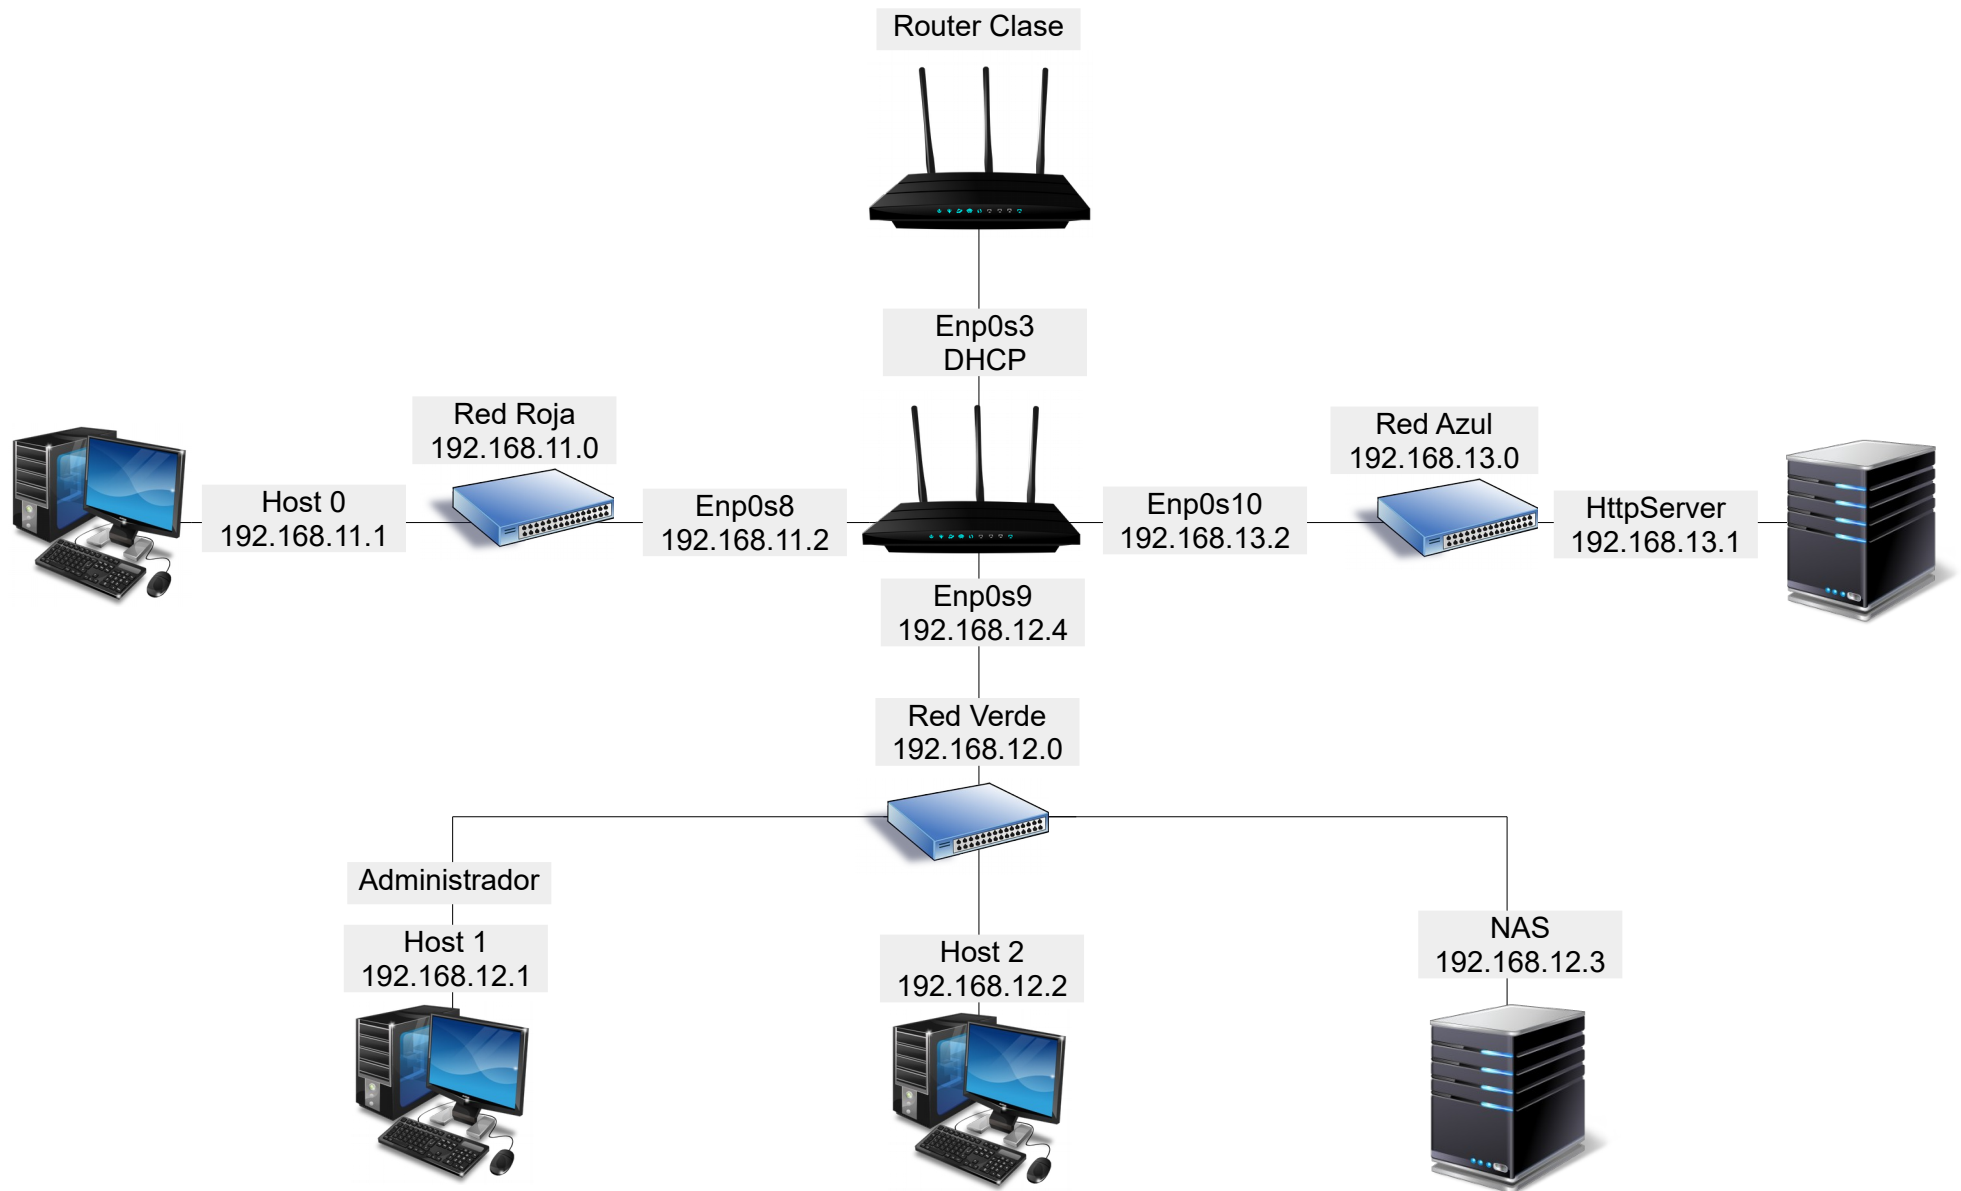 Router Clase
Enp0s3
DHCP
Red Roja
192.168.11.0
Red Azul
192.168.13.0
Host 0
192.168.11.1
Enp0s8
192.168.11.2
Enp0s10
192.168.13.2
HttpServer
192.168.13.1
Enp0s9
192.168.12.4
Red Verde
192.168.12.0
Administrador
Host 1
192.168.12.1
Host 2
192.168.12.2
NAS
192.168.12.3